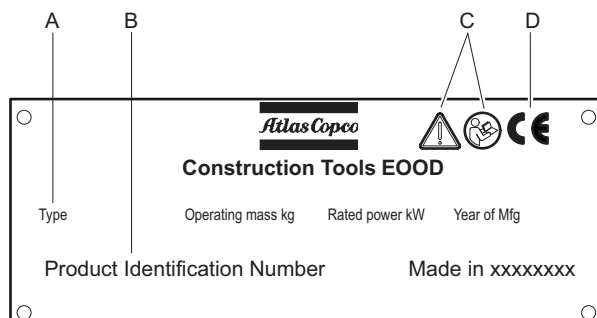 A B C D
Atlas Copco
CE
Construction Tools EOOD
Type Operating mass kg Rated power kW Year of Mfg
Product Identification Number Made in xxxxxxxx